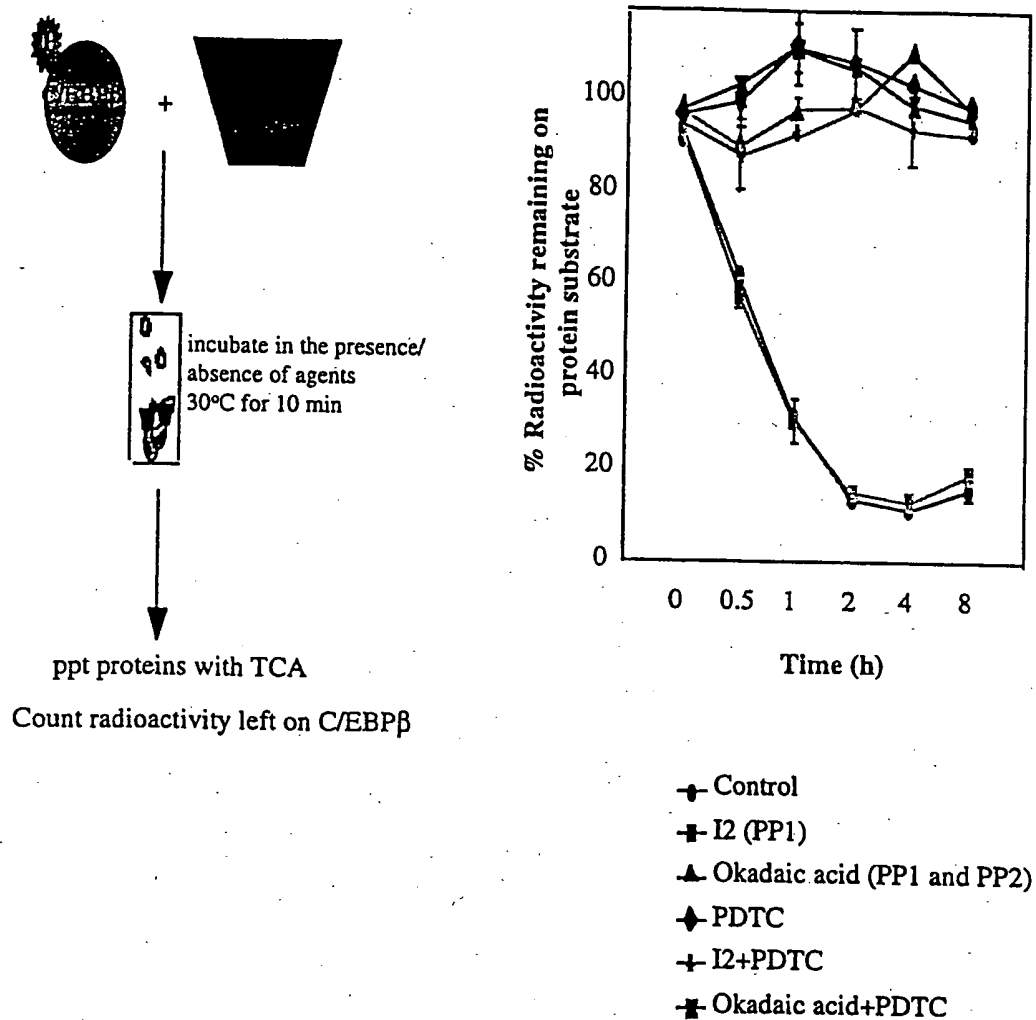 C/EBPβ
+
incubate in the presence/
absence of agents
30°C for 10 min
ppt proteins with TCA
Count radioactivity left on C/EBPβ
% Radioactivity remaining on
protein substrate
100
80
60
40
20
0
0 0.5 1 2 4 8
Time (h)
Control
I2 (PP1)
Okadaic acid (PP1 and PP2)
PDTC
I2+PDTC
Okadaic acid+PDTC